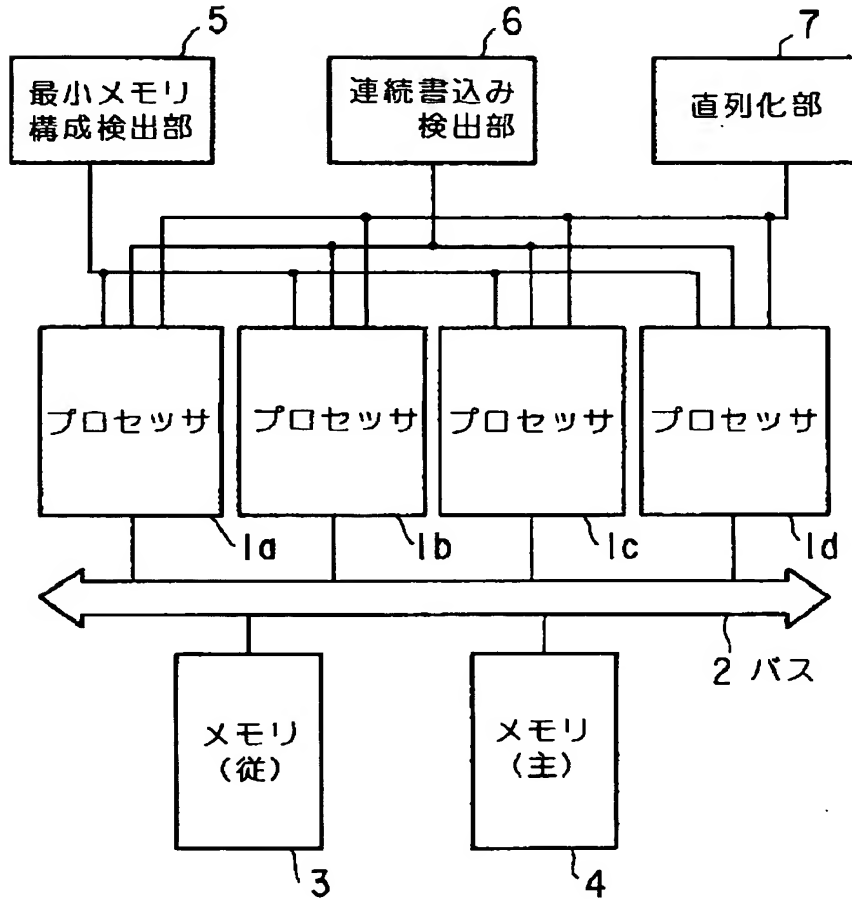 5
6
7
最小メモリ
構成検出部
連続書込み
検出部
直列化部
プロセッサ
プロセッサ
プロセッサ
プロセッサ
1a
1b
1c
1d
2 バス
メモリ
(従)
メモリ
(主)
3
4